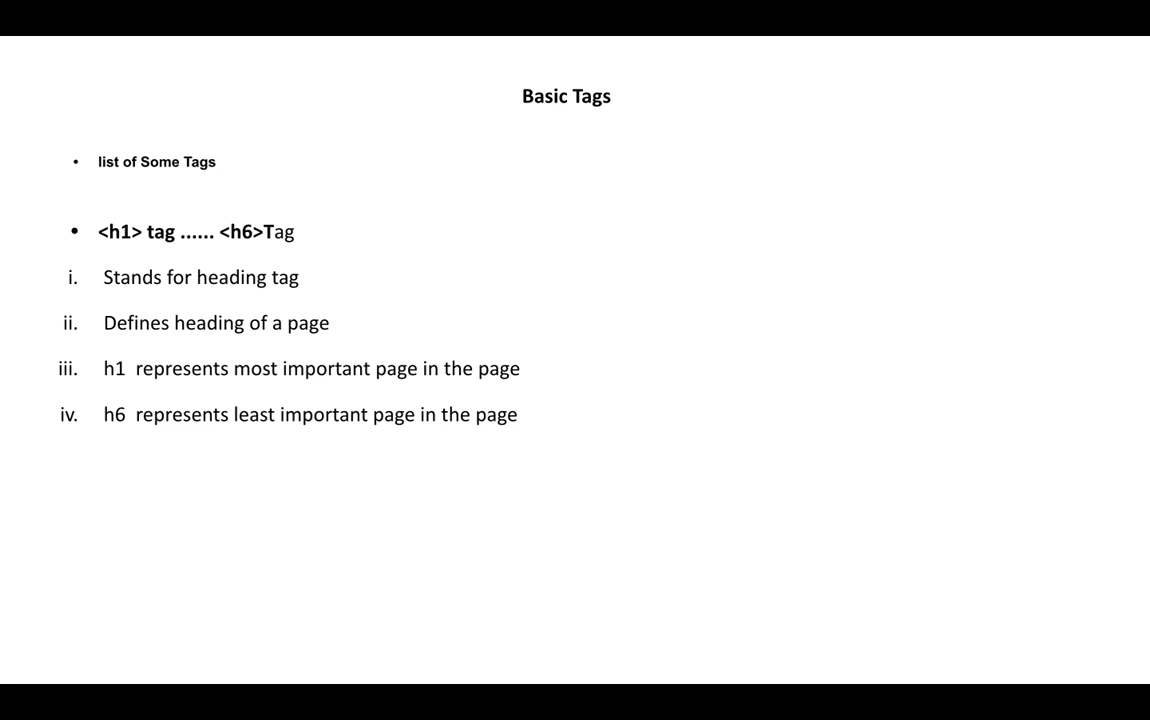 Basic Tags
• list of Some Tags
• <h1> tag ...... <h6>Tag
i. Stands for heading tag
ii. Defines heading of a page
iii. h1 represents most important page in the page
iv. h6 represents least important page in the page